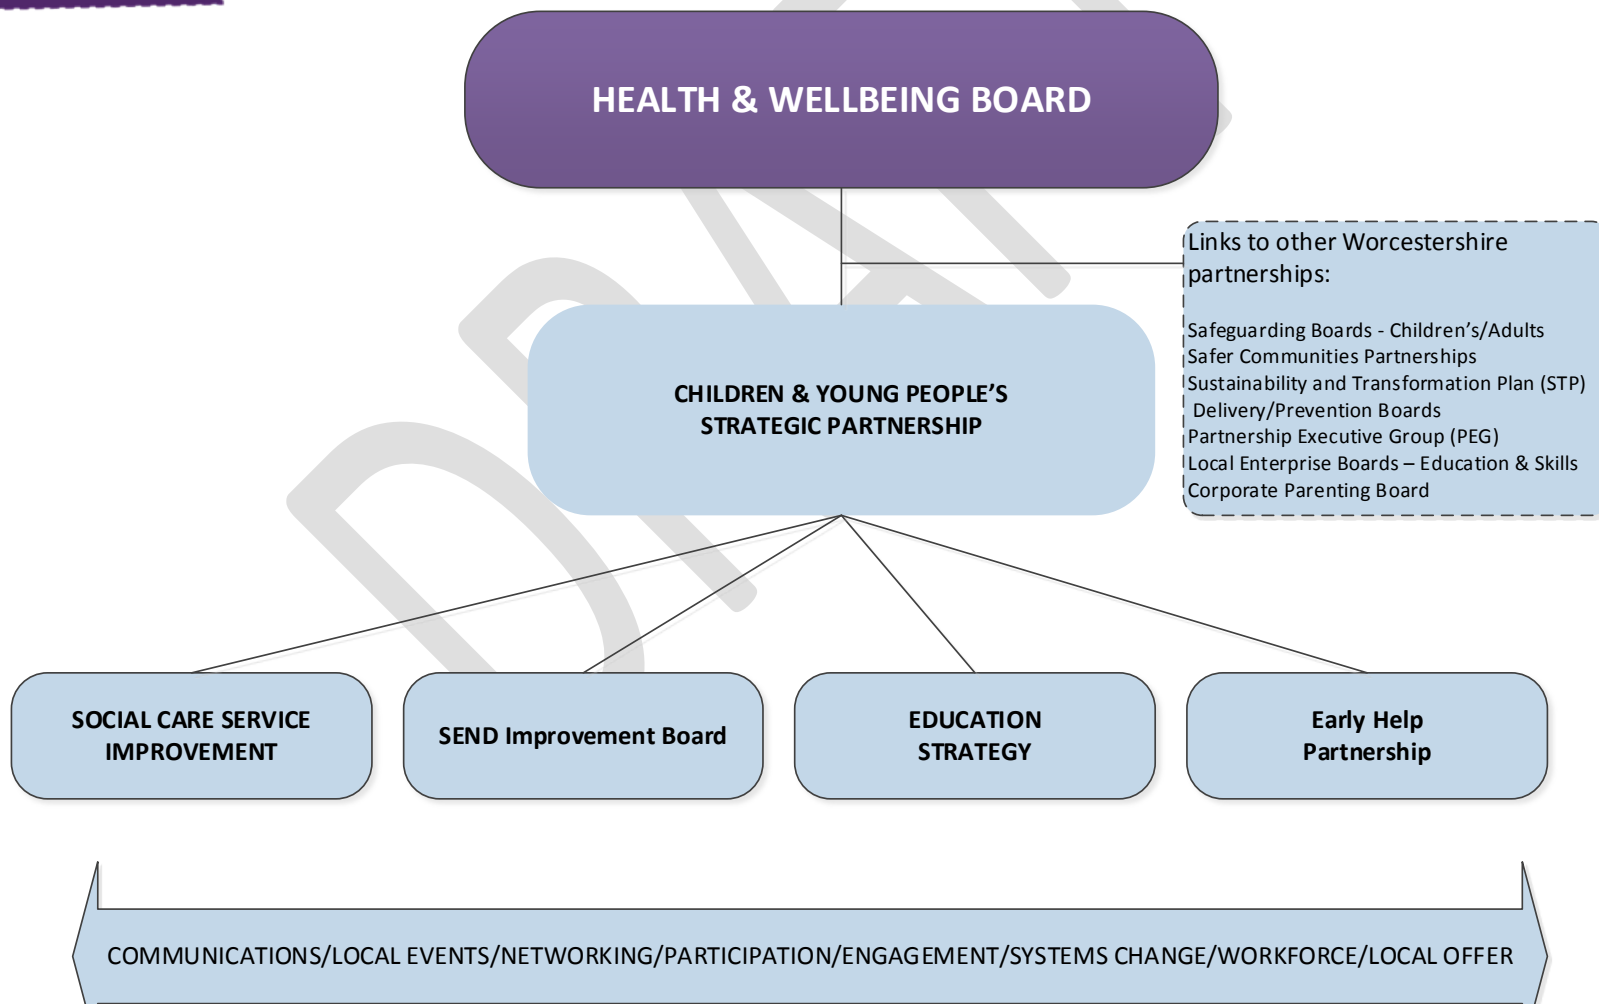 HEALTH & WELLBEING BOARD
Links to other Worcestershire
partnerships:
Safeguarding Boards - Children’s/Adults
Safer Communities Partnerships
Sustainability and Transformation Plan (STP)
Delivery/Prevention Boards
Partnership Executive Group (PEG)
Local Enterprise Boards – Education & Skills
Corporate Parenting Board
CHILDREN & YOUNG PEOPLE’S
STRATEGIC PARTNERSHIP
SOCIAL CARE SERVICE
IMPROVEMENT
SEND Improvement Board
EDUCATION
STRATEGY
Early Help
Partnership
COMMUNICATIONS/LOCAL EVENTS/NETWORKING/PARTICIPATION/ENGAGEMENT/SYSTEMS CHANGE/WORKFORCE/LOCAL OFFER